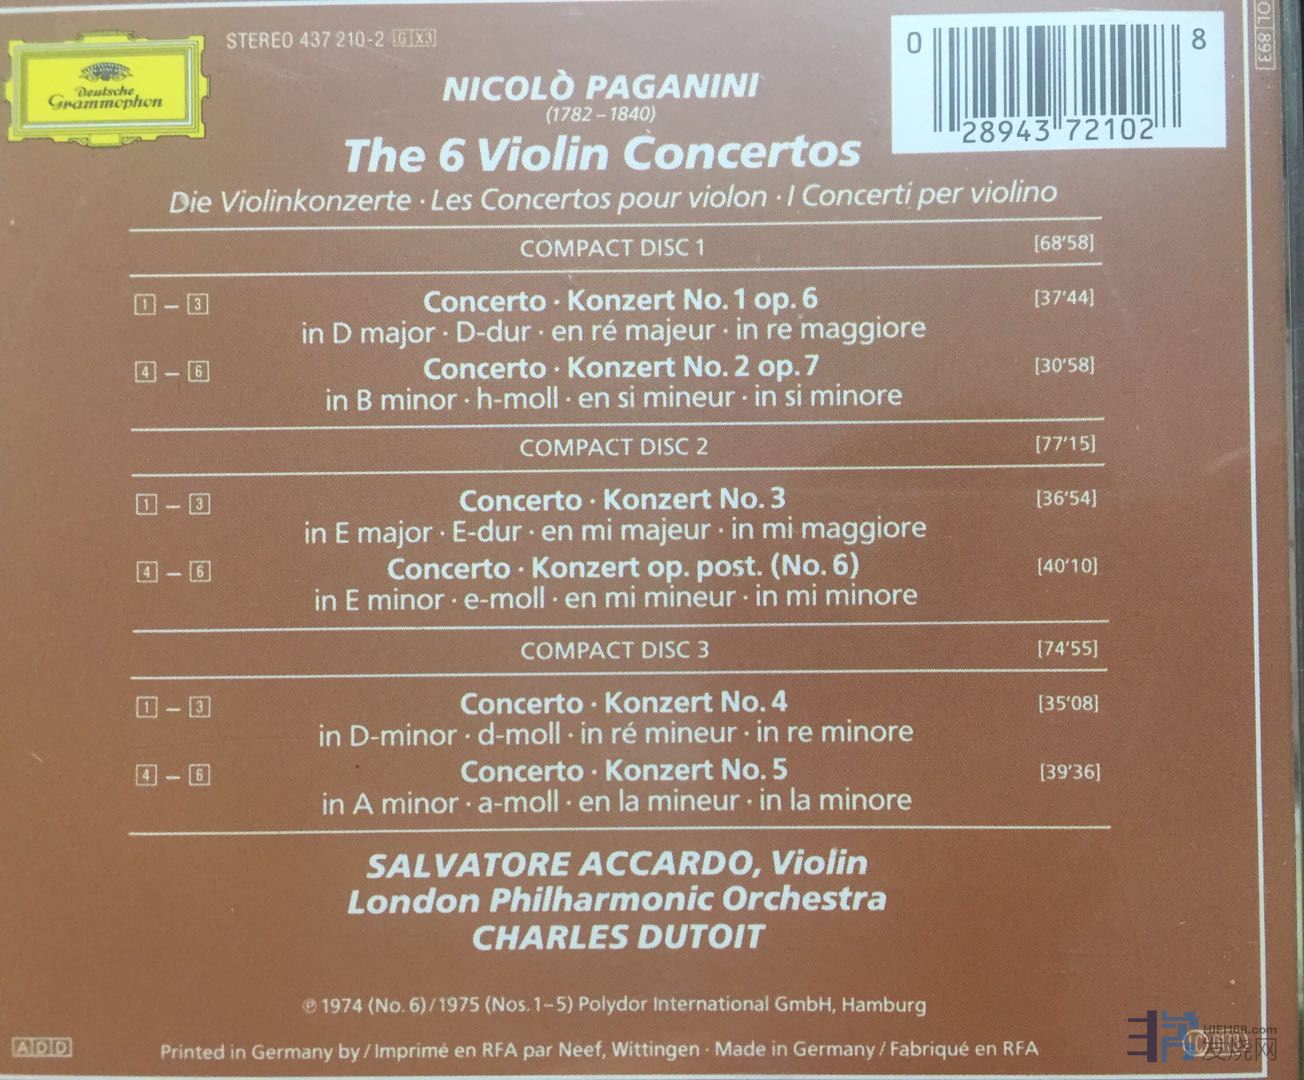 Deutsche
Grammophon
STEREO 437 210-2 G X3
0 28943 72102 8
NICOLÒ PAGANINI
(1782 – 1840)
The 6 Violin Concertos
Die Violinkonzerte · Les Concertos pour violon · I Concerti per violino
COMPACT DISC 1 [68'58]
1 – 3 Concerto · Konzert No. 1 op. 6 [37'44]
in D major · D-dur · en ré majeur · in re maggiore
4 – 6 Concerto · Konzert No. 2 op. 7 [30'58]
in B minor · h-moll · en si mineur · in si minore
COMPACT DISC 2 [77'15]
1 – 3 Concerto · Konzert No. 3 [36'54]
in E major · E-dur · en mi majeur · in mi maggiore
4 – 6 Concerto · Konzert op. post. (No. 6) [40'10]
in E minor · e-moll · en mi mineur · in mi minore
COMPACT DISC 3 [74'55]
1 – 3 Concerto · Konzert No. 4 [35'08]
in D-minor · d-moll · in ré mineur · in re minore
4 – 6 Concerto · Konzert No. 5 [39'36]
in A minor · a-moll · en la mineur · in la minore
SALVATORE ACCARDO, Violin
London Philharmonic Orchestra
CHARLES DUTOIT
℗ 1974 (No. 6) / 1975 (Nos. 1–5) Polydor International GmbH, Hamburg
ADD
Printed in Germany by / Imprimé en RFA par Neef, Wittingen · Made in Germany / Fabriqué en RFA
HIFI168.com
发烧网